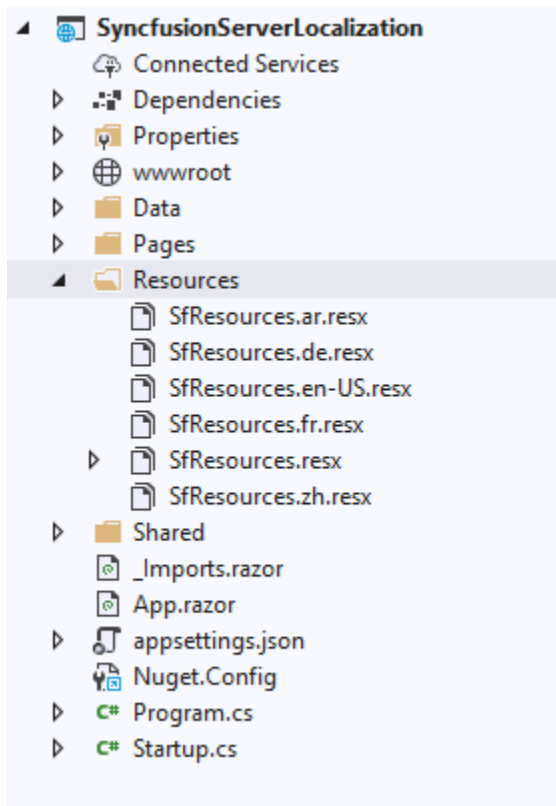 SyncfusionServerLocalization
Connected Services
Dependencies
Properties
wwwroot
Data
Pages
Resources
SfResources.ar.resx
SfResources.de.resx
SfResources.en-US.resx
SfResources.fr.resx
SfResources.resx
SfResources.zh.resx
Shared
_Imports.razor
App.razor
appsettings.json
Nuget.Config
C# Program.cs
C# Startup.cs